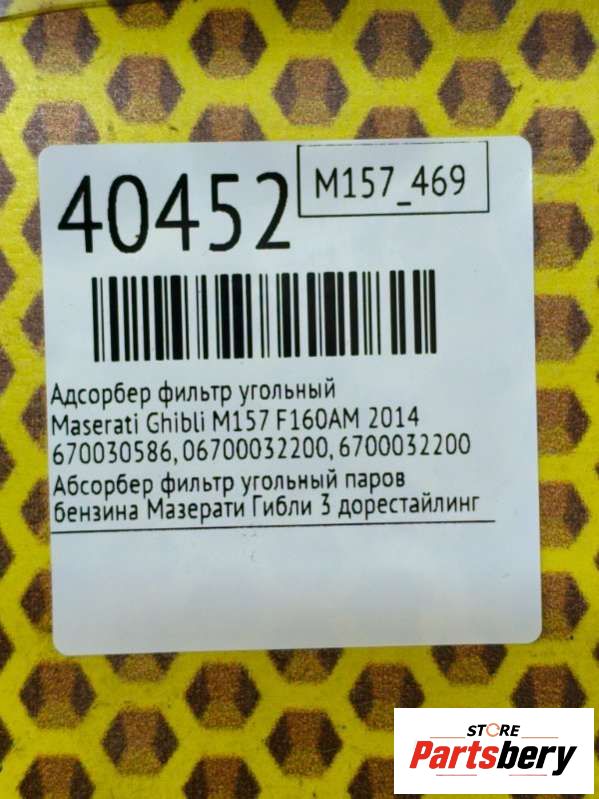 40452
M157_469
Адсорбер фильтр угольный
Maserati Ghibli M157 F160AM 2014
670030586, 06700032200, 6700032200
Абсорбер фильтр угольный паров
бензина Мазерати Гибли 3 дорестайлинг
STORE
Partsbery